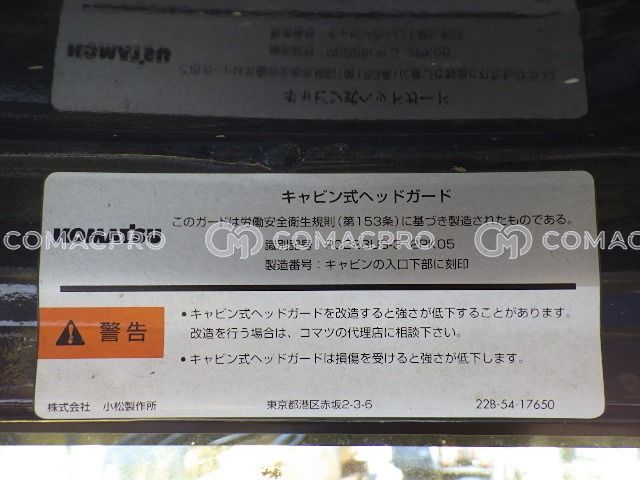 キャビン式ヘッドガード
このガードは労働安全衛生規則(第153条)に基づき製造されたものである。
KOMATSU
COMACPRO COMACPRO COMACPRO
識別記号:
製造番号:キャビンの入口下部に刻印
警告
•キャビン式ヘッドガードを改造すると強さが低下することがあります。
改造を行う場合は、コマツの代理店に相談下さい。
•キャビン式ヘッドガードは損傷を受けると強さが低下します。
株式会社 小松製作所 東京都港区赤坂2-3-6 22B-54-17650